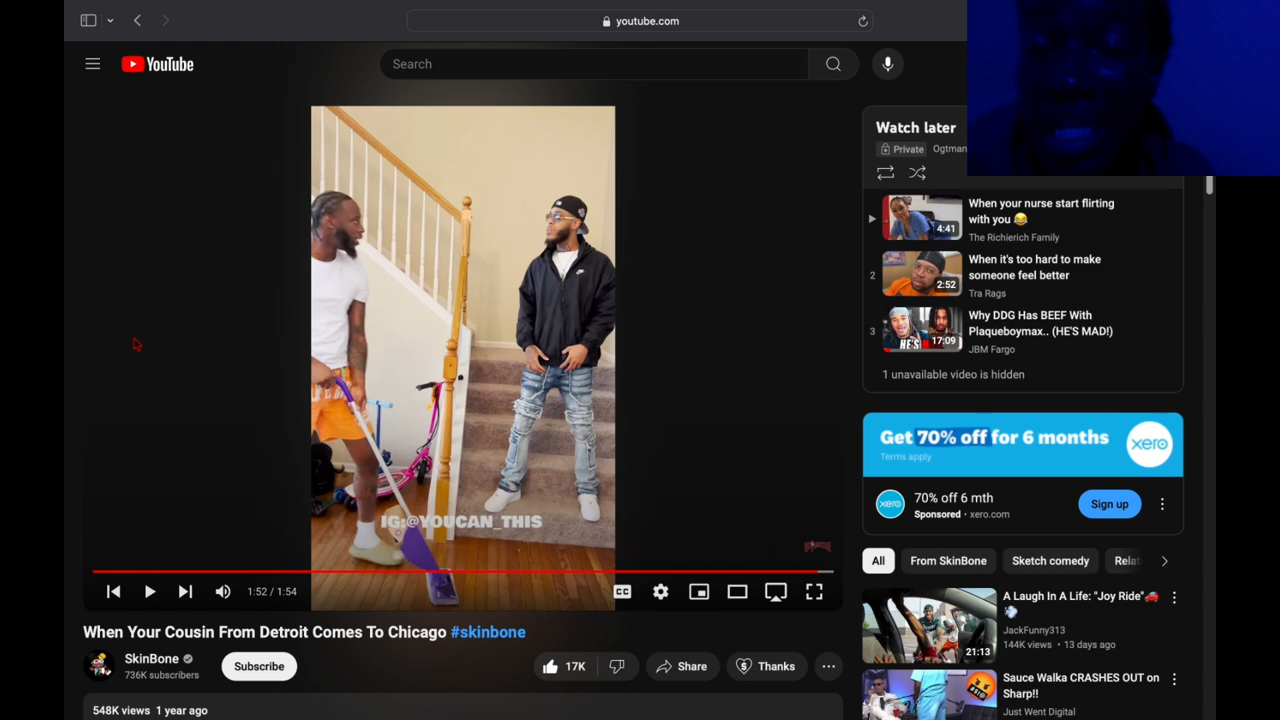 youtube.com
YouTube
Search
Watch later
Private Ogtman
When your nurse start flirting
with you 😂
The Richierich Family
4:41
2
When it's too hard to make
someone feel better
Tra Rags
2:52
3
Why DDG Has BEEF With
Plaqueboymax.. (HE'S MAD!)
JBM Fargo
HE'S
17:09
1 unavailable video is hidden
Get 70% off for 6 months
Terms apply
xero
xero
70% off 6 mth
Sponsored · xero.com
Sign up
All
From SkinBone
Sketch comedy
Relat
IG:@YOUCAN_THIS
1:52 / 1:54
CC
When Your Cousin From Detroit Comes To Chicago #skinbone
SkinBone
736K subscribers
Subscribe
17K
Share
Thanks
548K views 1 year ago
A Laugh In A Life: "Joy Ride"🚗
💨
JackFunny313
144K views · 13 days ago
21:13
Sauce Walka CRASHES OUT on
Sharp!!
Just Went Digital